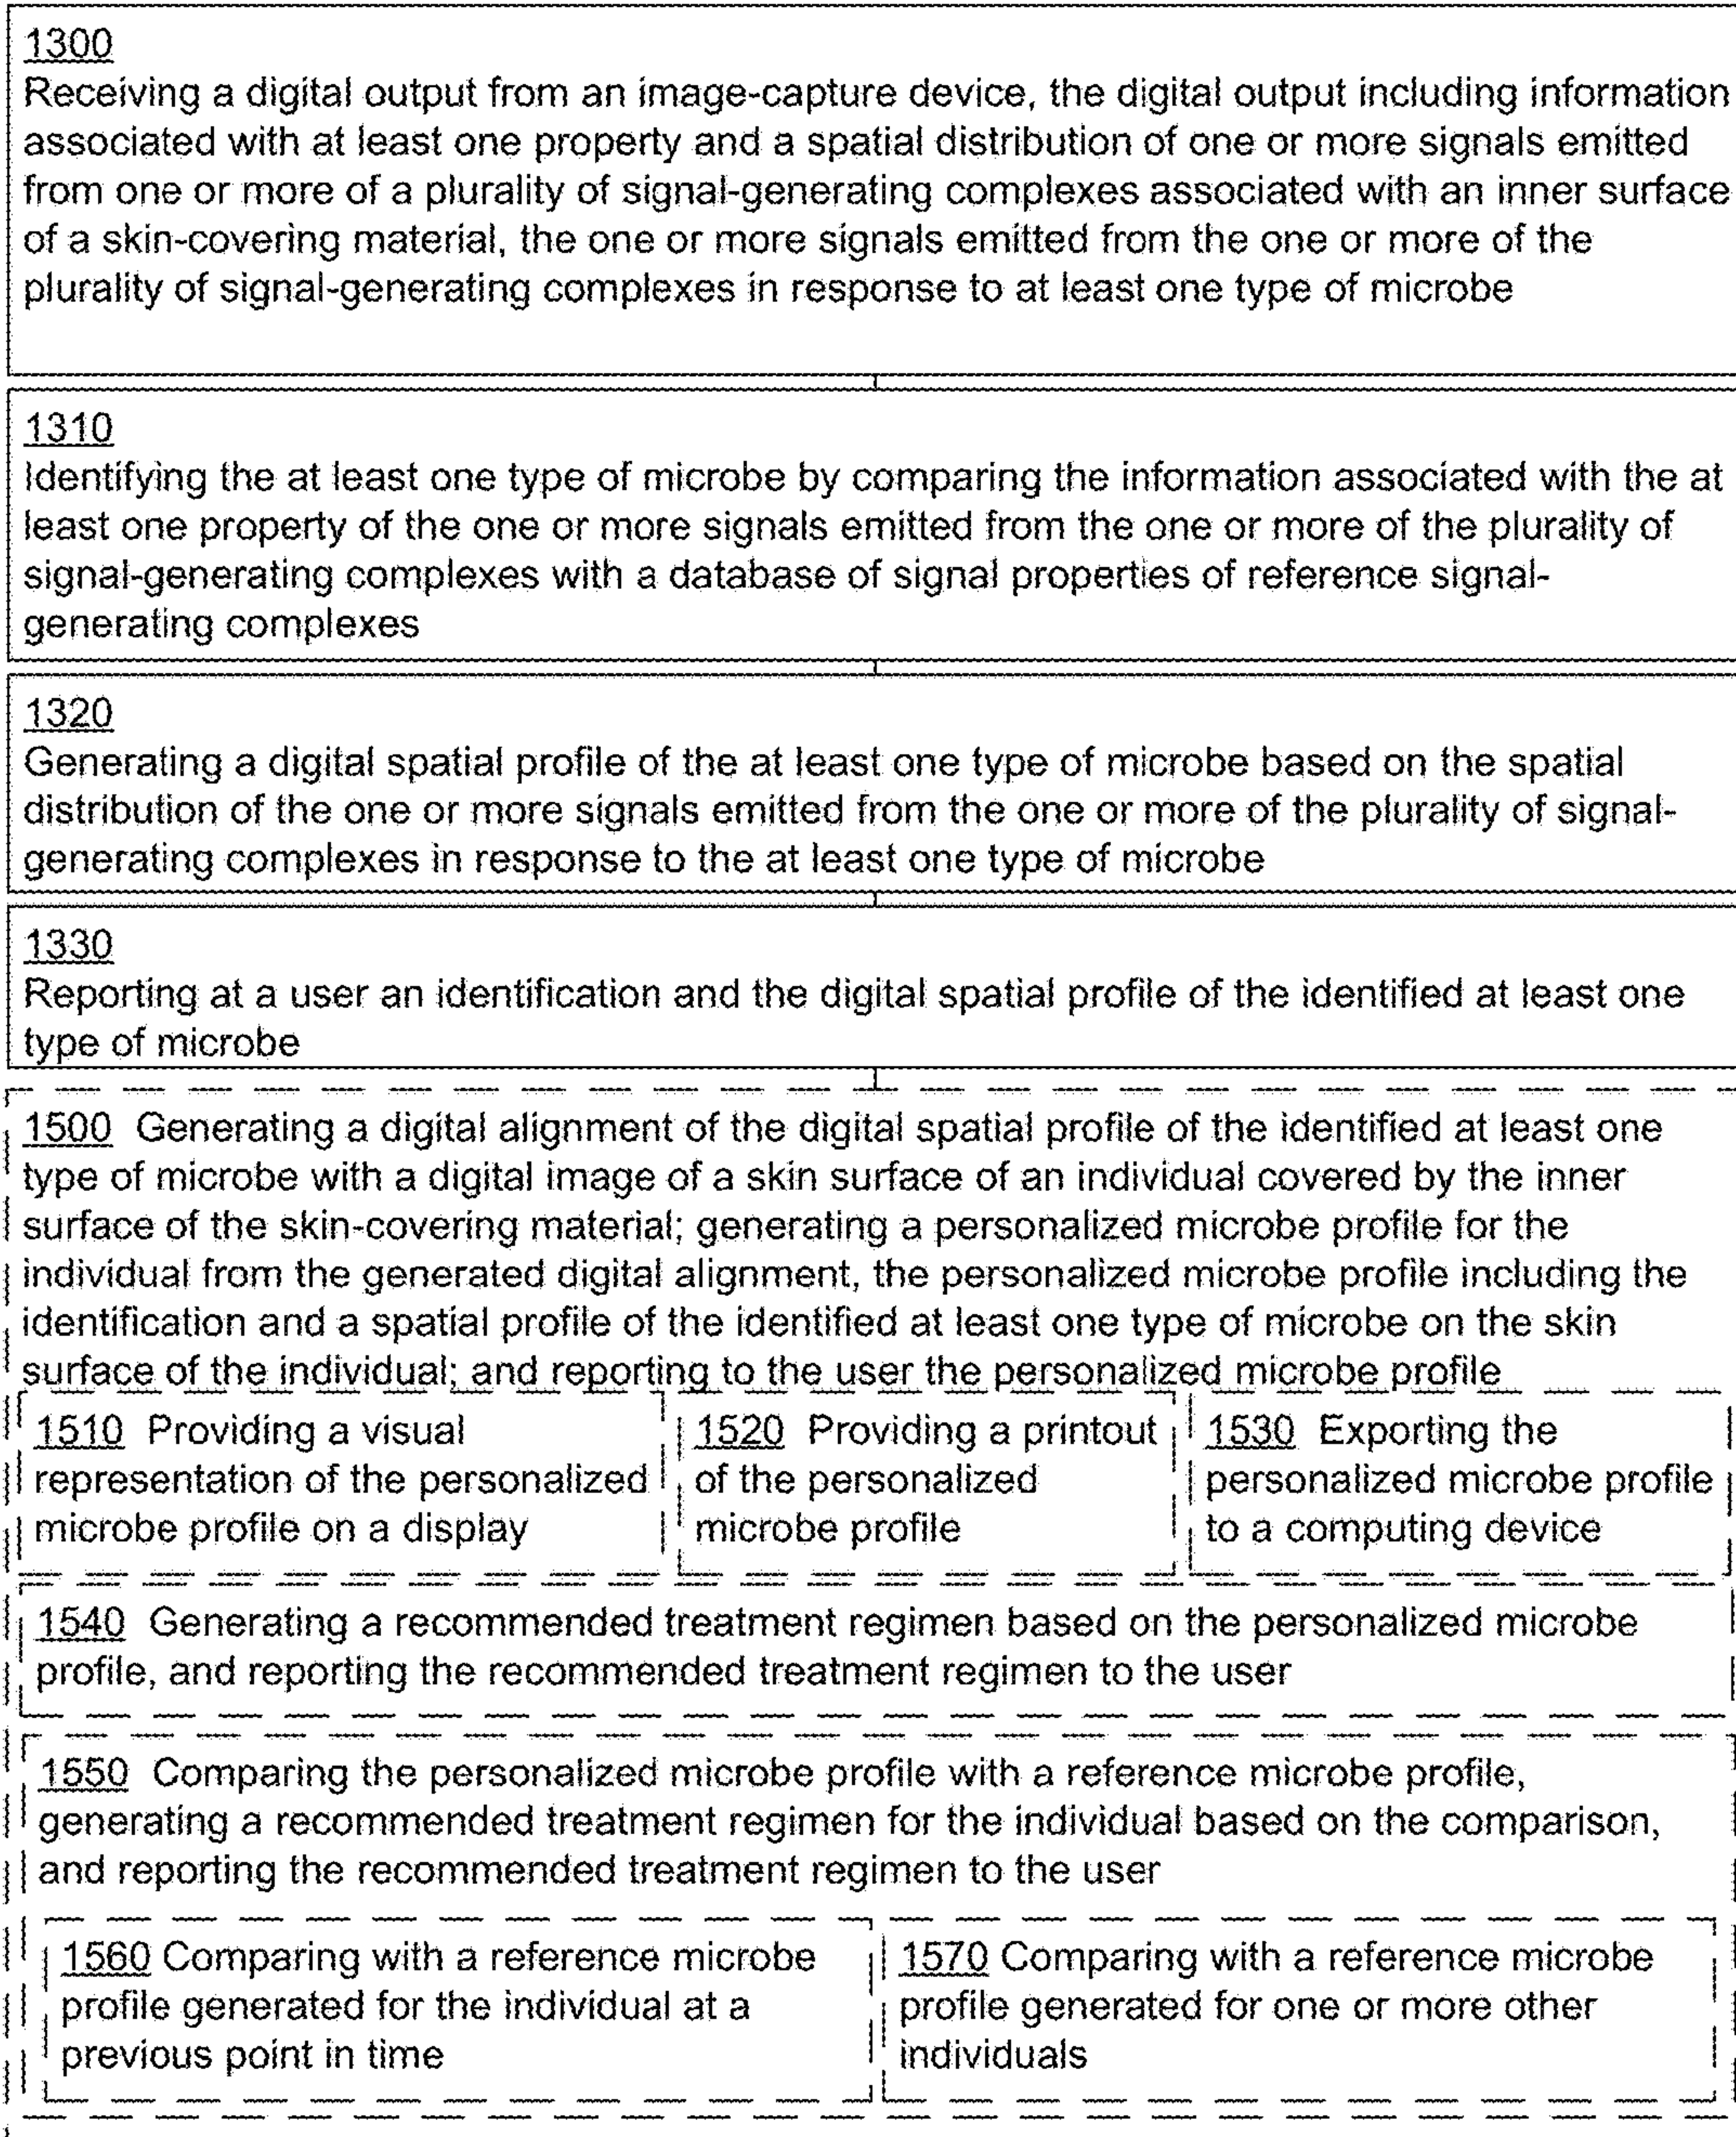 1300
Receiving a digital output from an image-capture device, the digital output including information
associated with at least one property and a spatial distribution of one or more signals emitted
from one or more of a plurality of signal-generating complexes associated with an inner surface
of a skin-covering material, the one or more signals emitted from the one or more of the
plurality of signal-generating complexes in response to at least one type of microbe
1310
Identifying the at least one type of microbe by comparing the information associated with the at
least one property of the one or more signals emitted from the one or more of the plurality of
signal-generating complexes with a database of signal properties of reference signal-
generating complexes
1320
Generating a digital spatial profile of the at least one type of microbe based on the spatial
distribution of the one or more signals emitted from the one or more of the plurality of signal-
generating complexes in response to the at least one type of microbe
1330
Reporting at a user an identification and the digital spatial profile of the identified at least one
type of microbe
1500 Generating a digital alignment of the digital spatial profile of the identified at least one
type of microbe with a digital image of a skin surface of an individual covered by the inner
surface of the skin-covering material; generating a personalized microbe profile for the
individual from the generated digital alignment, the personalized microbe profile including the
identification and a spatial profile of the identified at least one type of microbe on the skin
surface of the individual; and reporting to the user the personalized microbe profile
1510 Providing a visual
representation of the personalized
microbe profile on a display
1520 Providing a printout
of the personalized
microbe profile
1530 Exporting the
personalized microbe profile
to a computing device
1540 Generating a recommended treatment regimen based on the personalized microbe
profile, and reporting the recommended treatment regimen to the user
1550 Comparing the personalized microbe profile with a reference microbe profile,
generating a recommended treatment regimen for the individual based on the comparison,
and reporting the recommended treatment regimen to the user
1560 Comparing with a reference microbe
profile generated for the individual at a
previous point in time
1570 Comparing with a reference microbe
profile generated for one or more other
individuals